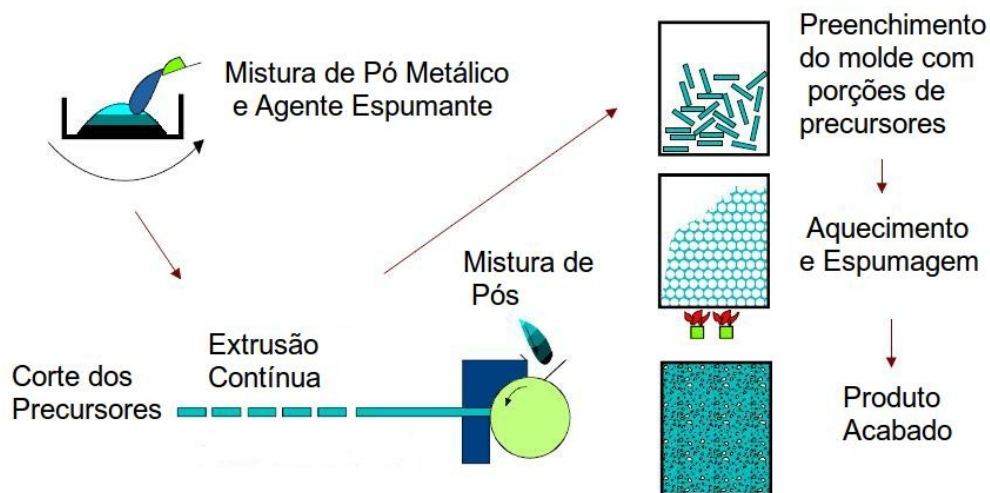 Mistura de Pó Metálico
e Agente Espumante
Mistura de
Pós
Extrusão
Contínua
Corte dos
Precursores
Preenchimento
do molde com
porções de
precursores
Aquecimento
e Espumagem
Produto
Acabado